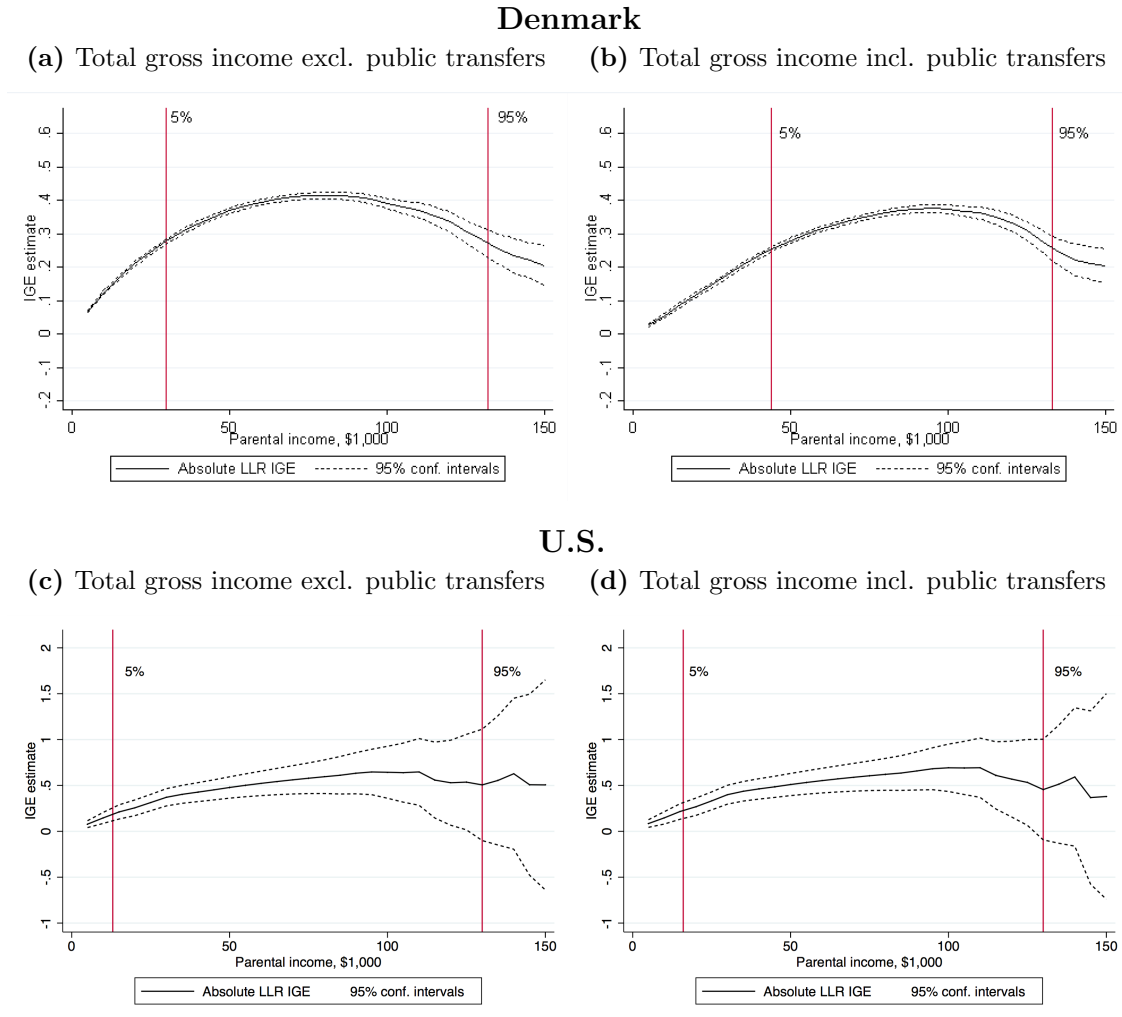 Denmark
(a) Total gross income excl. public transfers
(b) Total gross income incl. public transfers
5%
95%
.6
.5
.4
.3
.2
.1
0
-.1
-.2
IGE estimate
0
50
100
150
Parental income, $1,000
Absolute LLR IGE
95% conf. intervals
5%
95%
.6
.5
.4
.3
.2
.1
0
-.1
-.2
IGE estimate
0
50
100
150
Parental income, $1,000
Absolute LLR IGE
95% conf. intervals
U.S.
(c) Total gross income excl. public transfers
(d) Total gross income incl. public transfers
5%
95%
2
1.5
1
.5
0
-.5
-1
IGE estimate
0
50
100
150
Parental income, $1,000
Absolute LLR IGE
95% conf. intervals
5%
95%
2
1.5
1
.5
0
-.5
-1
IGE estimate
0
50
100
150
Parental income, $1,000
Absolute LLR IGE
95% conf. intervals